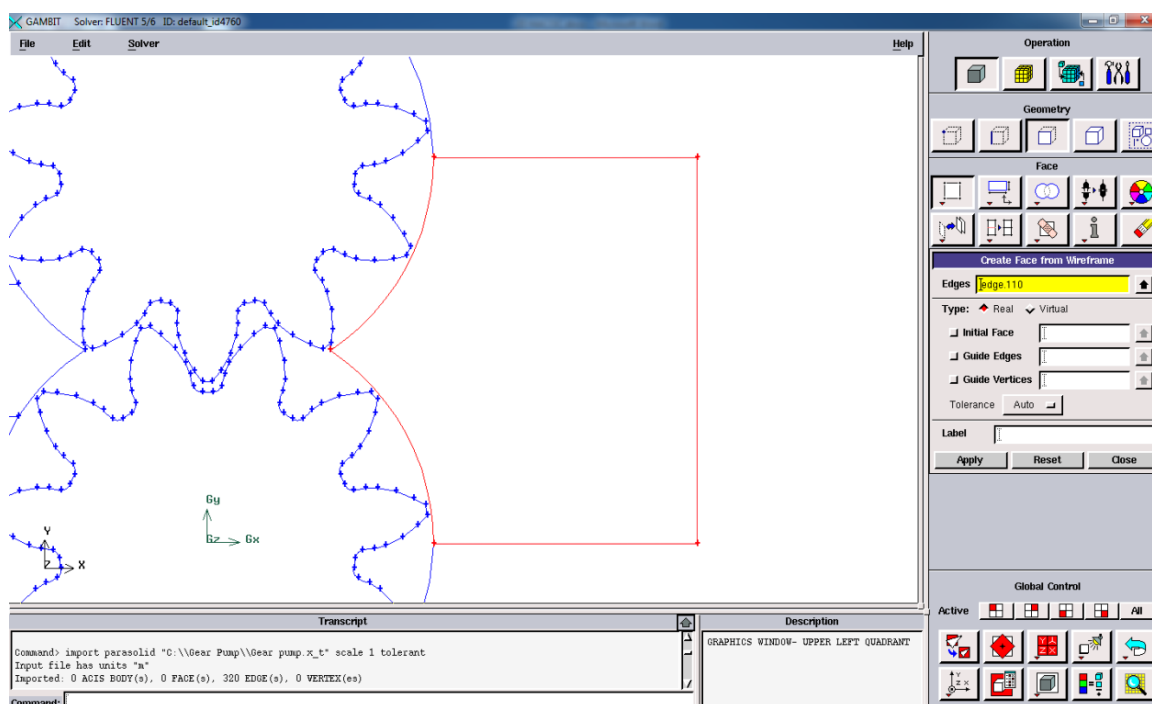 GAMBIT Solver: FLUENT 5/6 ID: default_id4760
File Edit Solver Help
Operation
Geometry
Face
Create Face from Wireframe
Edges edge.110
Type: Real Virtual
Initial Face
Guide Edges
Guide Vertices
Tolerance Auto
Label
Apply Reset Close
Gy
Gz Gx
Y
Z X
Global Control
Active All
Transcript
Description
Command> import parasolid "C:\\Gear Pump\\Gear pump.x_t" scale 1 tolerant
Input file has units "m"
Imported: 0 ACIS BODY(s), 0 FACE(s), 320 EDGE(s), 0 VERTEX(es)
GRAPHICS WINDOW- UPPER LEFT QUADRANT
Command: